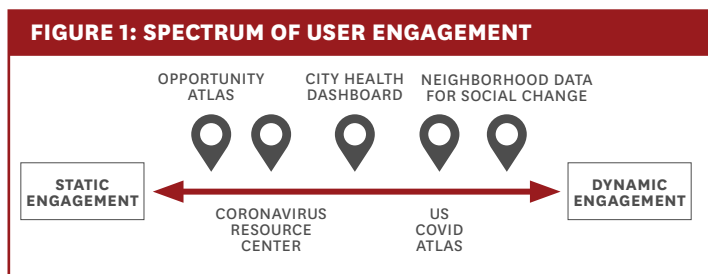 FIGURE 1: SPECTRUM OF USER ENGAGEMENT
OPPORTUNITY
ATLAS
CITY HEALTH
DASHBOARD
NEIGHBORHOOD DATA
FOR SOCIAL CHANGE
STATIC
ENGAGEMENT
DYNAMIC
ENGAGEMENT
CORONAVIRUS
RESOURCE
CENTER
US
COVID
ATLAS